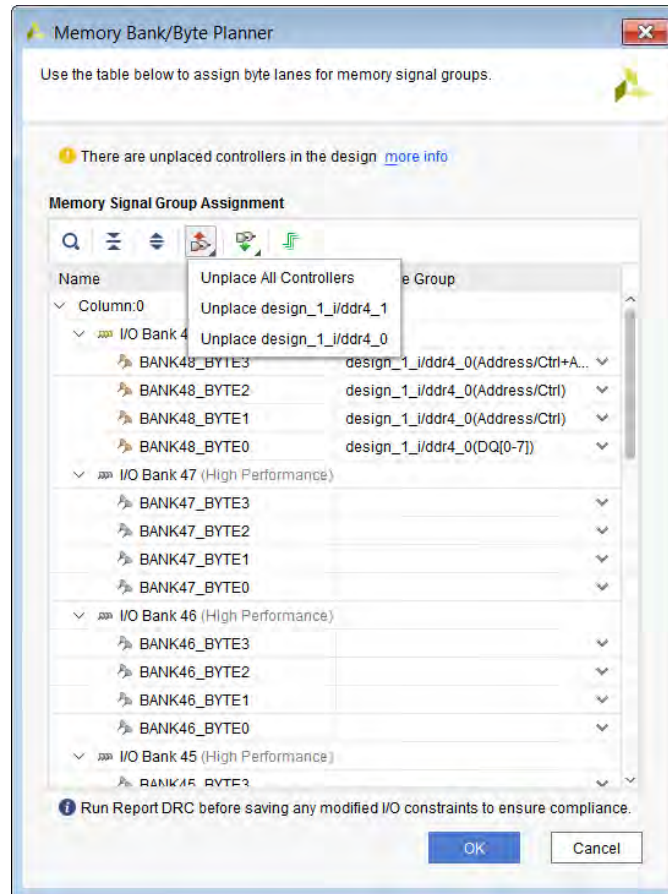 Memory Bank/Byte Planner
Use the table below to assign byte lanes for memory signal groups.
There are unplaced controllers in the design more info
Memory Signal Group Assignment
Unplace All Controllers
Unplace design_1_i/ddr4_1
Unplace design_1_i/ddr4_0
Name e Group
Column:0
I/O Bank 4
BANK48_BYTE3 design_1_i/ddr4_0(Address/Ctrl+A...
BANK48_BYTE2 design_1_i/ddr4_0(Address/Ctrl)
BANK48_BYTE1 design_1_i/ddr4_0(Address/Ctrl)
BANK48_BYTE0 design_1_i/ddr4_0(DQ[0-7])
I/O Bank 47 (High Performance)
BANK47_BYTE3
BANK47_BYTE2
BANK47_BYTE1
BANK47_BYTE0
I/O Bank 46 (High Performance)
BANK46_BYTE3
BANK46_BYTE2
BANK46_BYTE1
BANK46_BYTE0
I/O Bank 45 (High Performance)
BANK45_BYTE3
Run Report DRC before saving any modified I/O constraints to ensure compliance.
OK Cancel